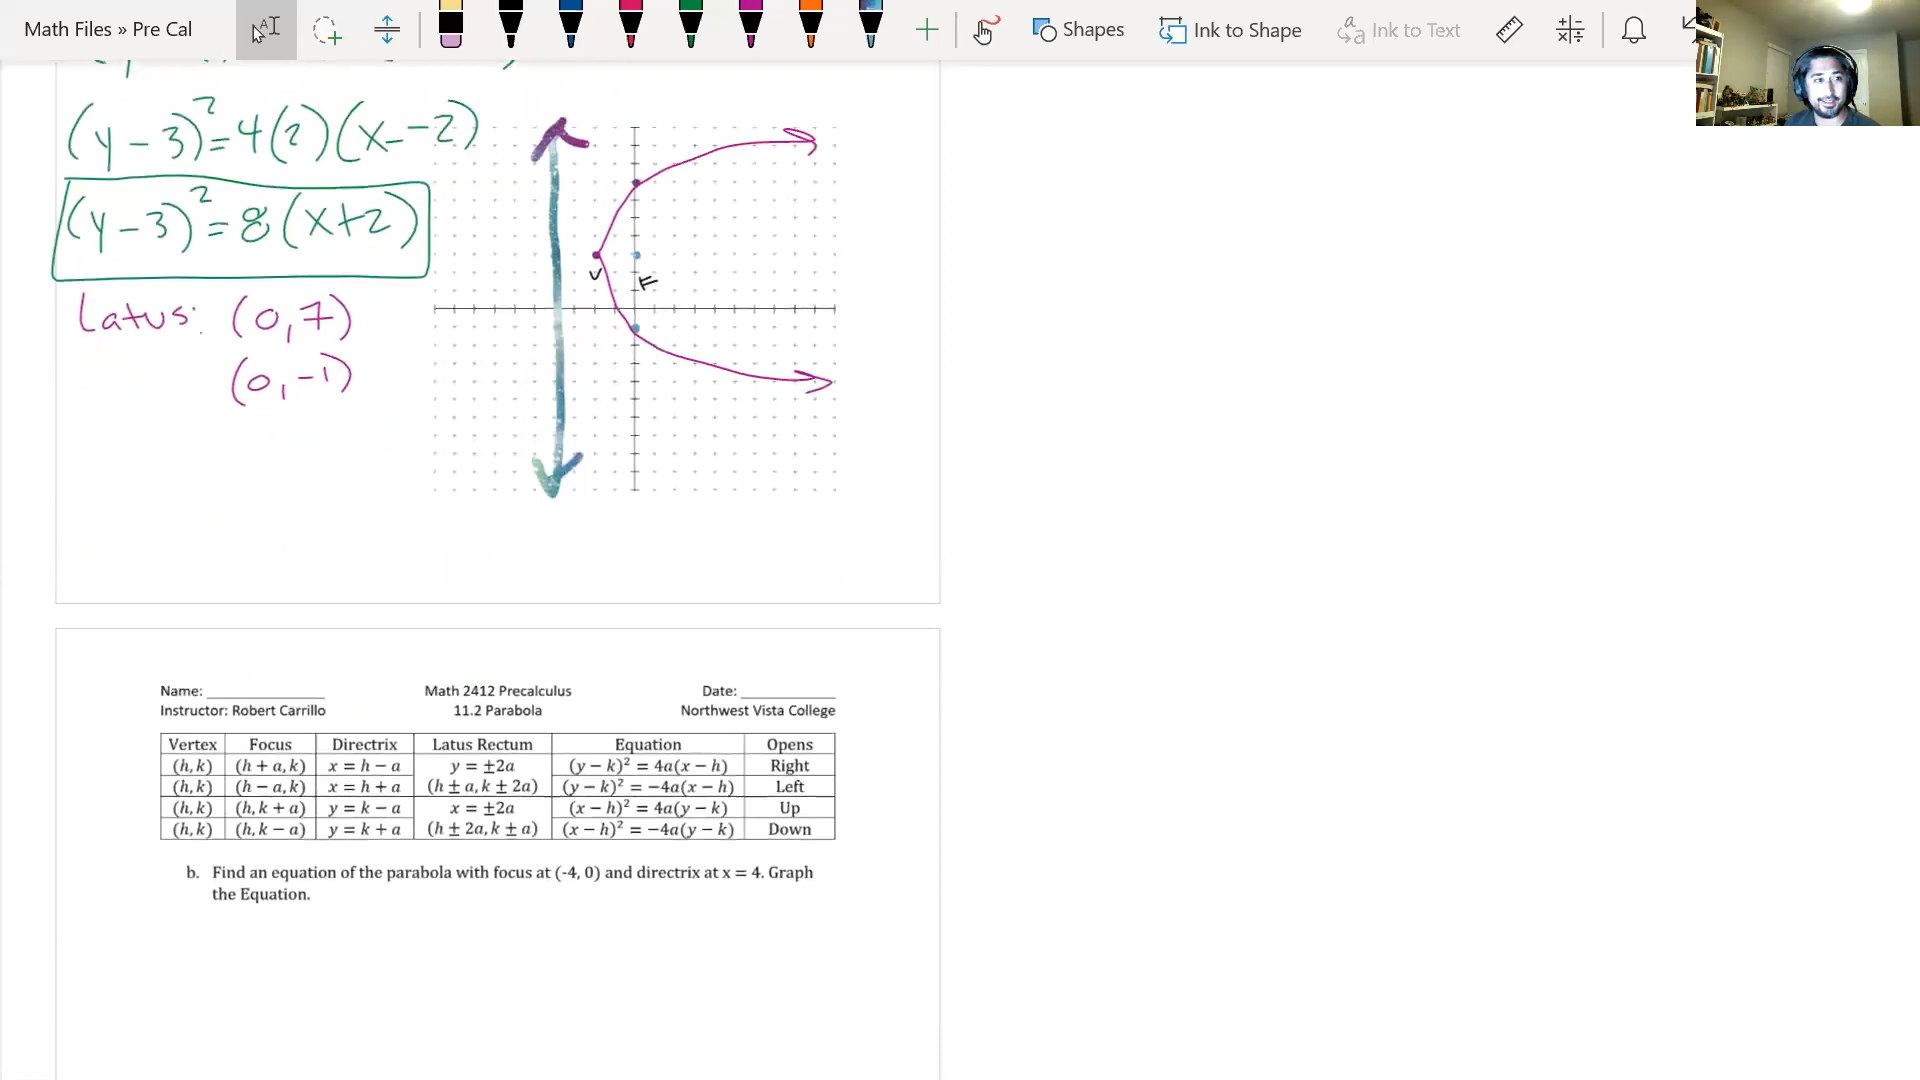 Math Files » Pre Cal
Shapes
Ink to Shape
Ink to Text
(y-3)²=4(2)(x--2)
(y-3)²=8(x+2)
Latus: (0,7)
(0,-1)
V
F
Name: ______________ Math 2412 Precalculus Date: ___________
Instructor: Robert Carrillo 11.2 Parabola Northwest Vista College
Vertex Focus Directrix Latus Rectum Equation Opens
(h, k) (h + a, k) x = h − a y = ±2a (y − k)² = 4a(x − h) Right
(h, k) (h − a, k) x = h + a (h ± a, k ± 2a) (y − k)² = −4a(x − h) Left
(h, k) (h, k + a) y = k − a x = ±2a (x − h)² = 4a(y − k) Up
(h, k) (h, k − a) y = k + a (h ± 2a, k ± a) (x − h)² = −4a(y − k) Down
b. Find an equation of the parabola with focus at (-4, 0) and directrix at x = 4. Graph
the Equation.